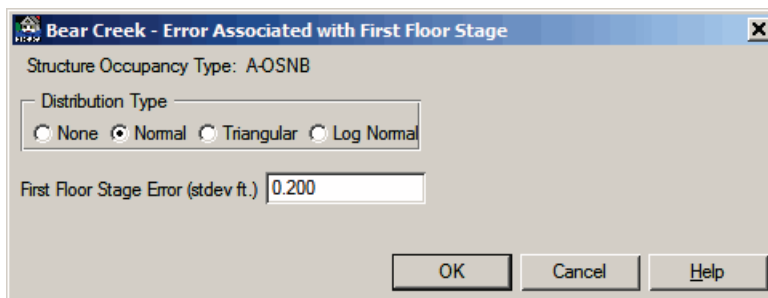 Bear Creek - Error Associated with First Floor Stage
Structure Occupancy Type: A-OSNB
Distribution Type
None Normal Triangular Log Normal
First Floor Stage Error (stdev ft.) 0.200
OK Cancel Help